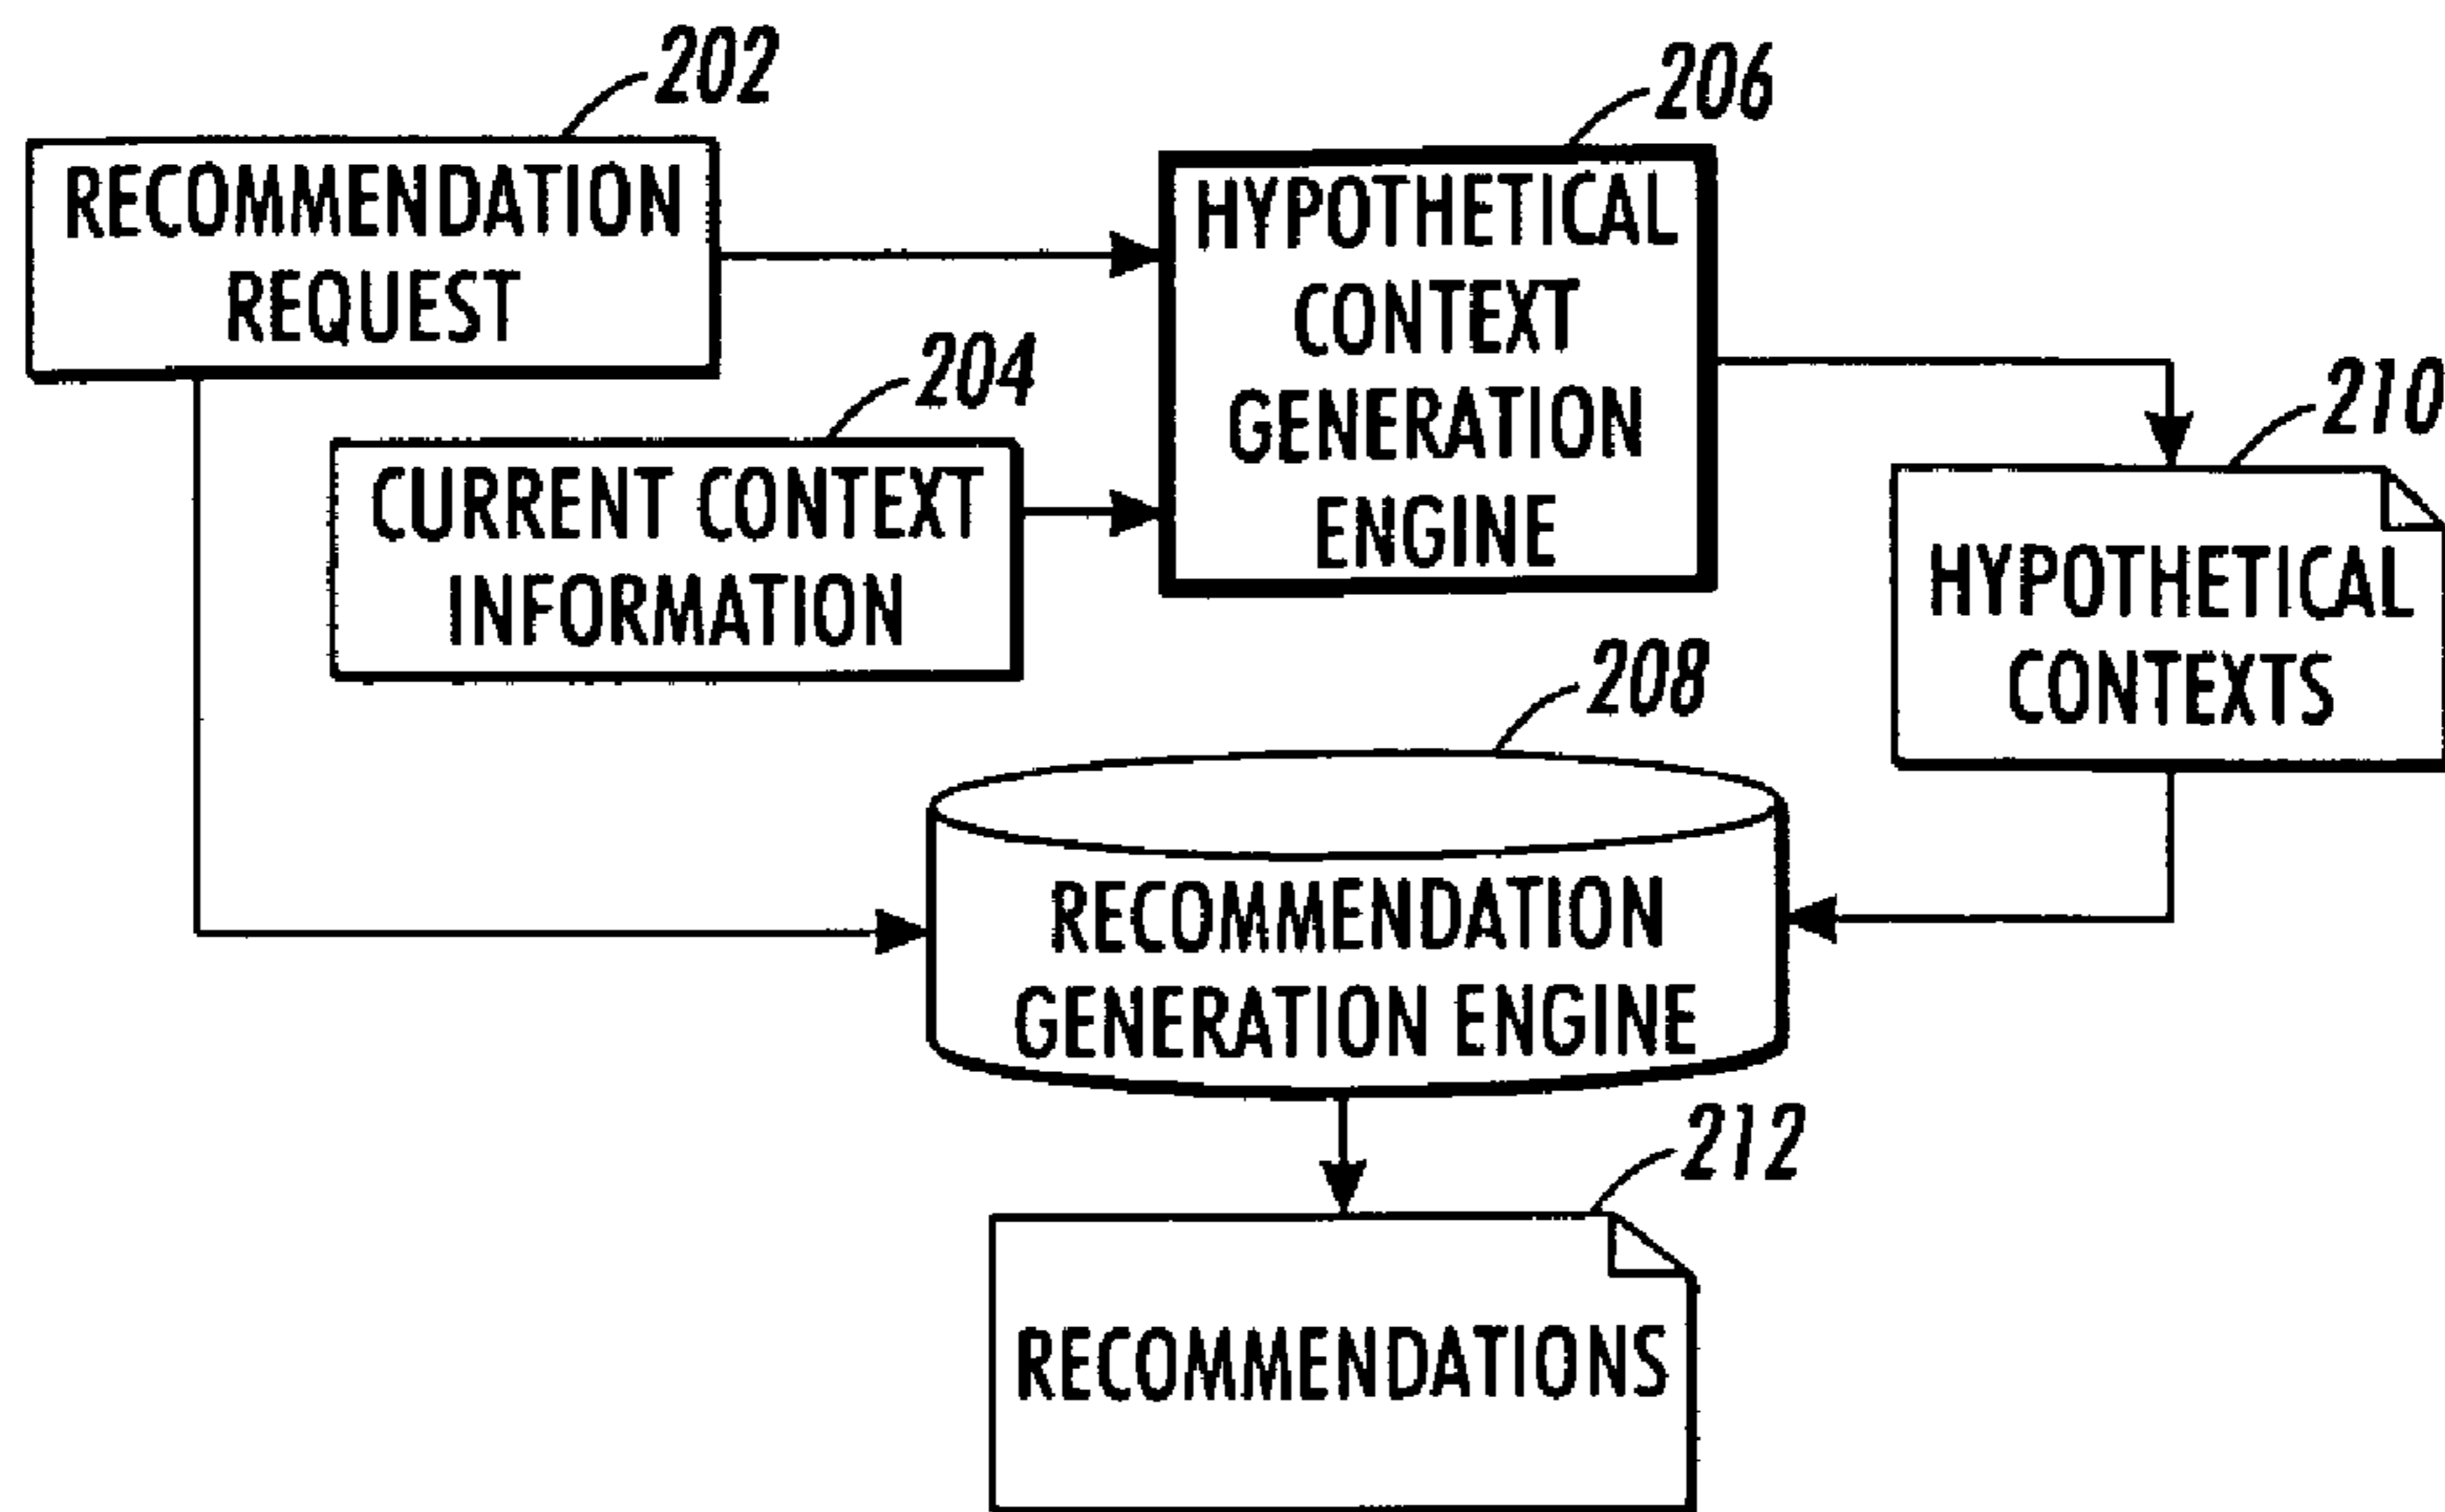 202
RECOMMENDATION
REQUEST
206
HYPOTHETICAL
CONTEXT
GENERATION
ENGINE
204
CURRENT CONTEXT
INFORMATION
210
HYPOTHETICAL
CONTEXTS
208
RECOMMENDATION
GENERATION ENGINE
212
RECOMMENDATIONS